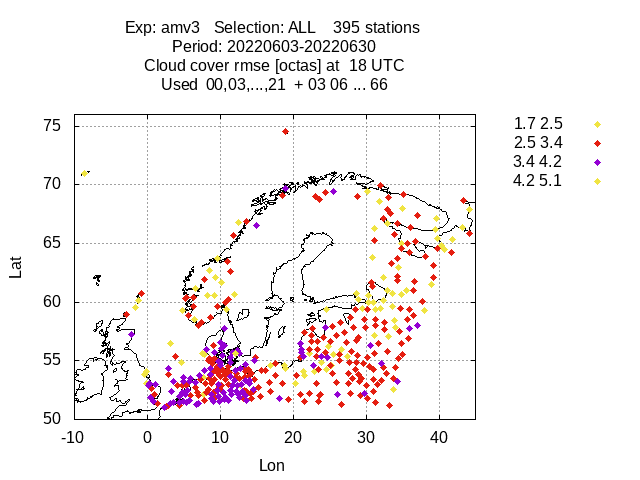 Exp: amv3 Selection: ALL 395 stations
Period: 20220603-20220630
Cloud cover rmse [octas] at 18 UTC
Used 00,03,...,21 + 03 06 ... 66
1.7 2.5
2.5 3.4
3.4 4.2
4.2 5.1
75
70
65
60
55
50
Lat
-10 0 10 20 30 40
Lon